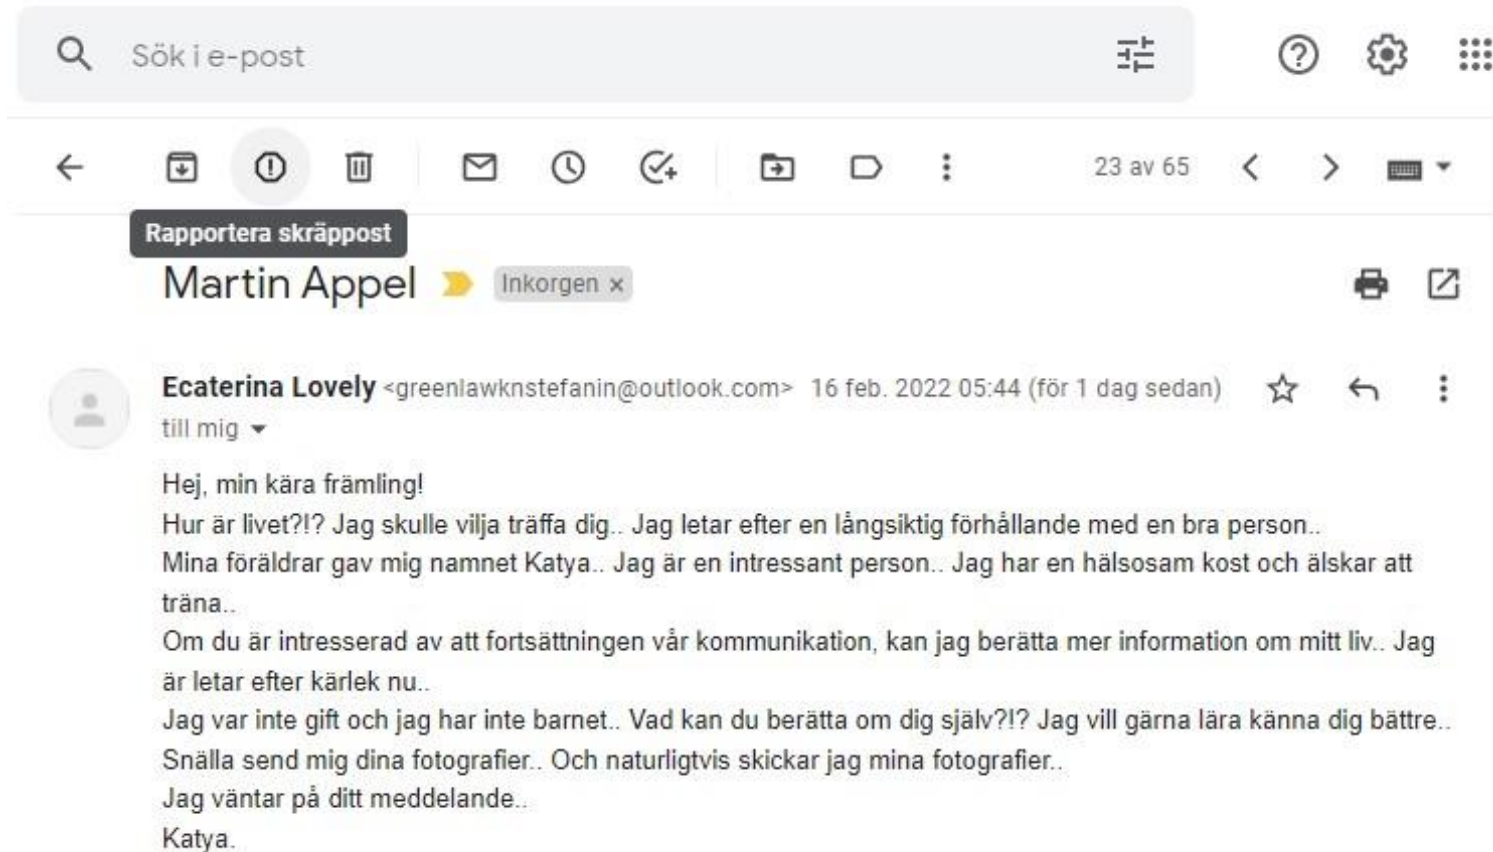 Sök i e-post
23 av 65
Rapportera skräppost
Martin Appel Inkorgen ×
Ecaterina Lovely <greenlawknstefanin@outlook.com> 16 feb. 2022 05:44 (för 1 dag sedan)
till mig
Hej, min kära främling!
Hur är livet?!? Jag skulle vilja träffa dig.. Jag letar efter en långsiktig förhållande med en bra person..
Mina föräldrar gav mig namnet Katya.. Jag är en intressant person.. Jag har en hälsosam kost och älskar att
träna..
Om du är intresserad av att fortsättningen vår kommunikation, kan jag berätta mer information om mitt liv.. Jag
är letar efter kärlek nu..
Jag var inte gift och jag har inte barnet.. Vad kan du berätta om dig själv?!? Jag vill gärna lära känna dig bättre..
Snälla send mig dina fotografier.. Och naturligtvis skickar jag mina fotografier..
Jag väntar på ditt meddelande..
Katya.